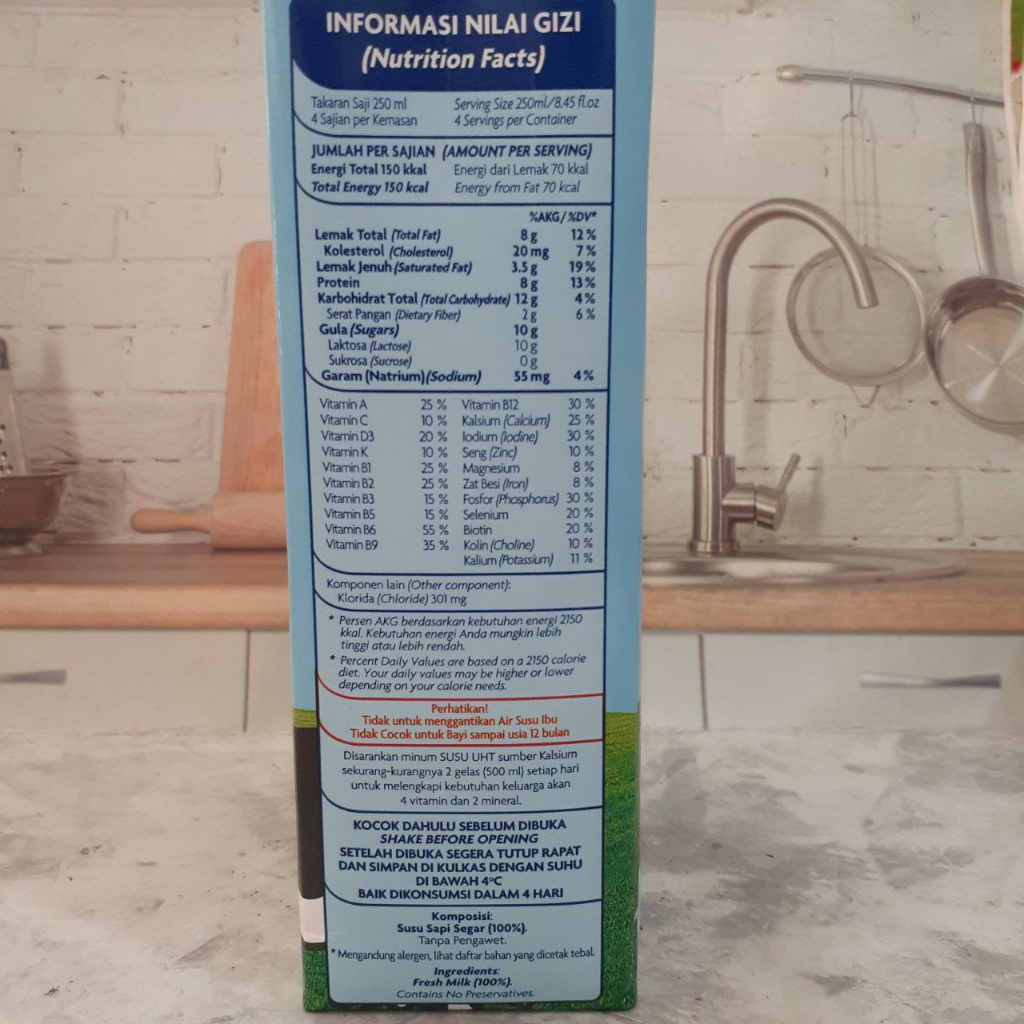 INFORMASI NILAI GIZI
(Nutrition Facts)
Takaran Saji 250 ml Serving Size 250ml/8.45 fl.oz
4 Sajian per Kemasan 4 Servings per Container
JUMLAH PER SAJIAN (AMOUNT PER SERVING)
Energi Total 150 kkal Energi dari Lemak 70 kkal
Total Energy 150 kcal Energy from Fat 70 kcal
%AKG/%DV*
Lemak Total (Total Fat) 8 g 12 %
Kolesterol (Cholesterol) 20 mg 7 %
Lemak Jenuh (Saturated Fat) 3.5 g 19 %
Protein 8 g 13 %
Karbohidrat Total (Total Carbohydrate) 12 g 4 %
Serat Pangan (Dietary Fiber) 2 g 6 %
Gula (Sugars) 10 g
Laktosa (Lactose) 10 g
Sukrosa (Sucrose) 0 g
Garam (Natrium)(Sodium) 55 mg 4 %
Vitamin A 25 % Vitamin B12 30 %
Vitamin C 10 % Kalsium (Calcium) 25 %
Vitamin D3 20 % Iodium (Iodine) 30 %
Vitamin K 10 % Seng (Zinc) 10 %
Vitamin B1 25 % Magnesium 8 %
Vitamin B2 25 % Zat Besi (Iron) 8 %
Vitamin B3 15 % Fosfor (Phosphorus) 30 %
Vitamin B5 15 % Selenium 20 %
Vitamin B6 55 % Biotin 20 %
Vitamin B9 35 % Kolin (Choline) 10 %
Kalium (Potassium) 11 %
Komponen lain (Other component):
Klorida (Chloride) 301 mg
* Persen AKG berdasarkan kebutuhan energi 2150
kkal. Kebutuhan energi Anda mungkin lebih
tinggi atau lebih rendah.
* Percent Daily Values are based on a 2150 calorie
diet. Your daily values may be higher or lower
depending on your calorie needs.
Perhatikan!
Tidak untuk menggantikan Air Susu Ibu
Tidak Cocok untuk Bayi sampai usia 12 bulan
Disarankan minum SUSU UHT sumber Kalsium
sekurang-kurangnya 2 gelas (500 ml) setiap hari
untuk melengkapi kebutuhan keluarga akan
4 vitamin dan 2 mineral.
KOCOK DAHULU SEBELUM DIBUKA
SHAKE BEFORE OPENING
SETELAH DIBUKA SEGERA TUTUP RAPAT
DAN SIMPAN DI KULKAS DENGAN SUHU
DI BAWAH 4°C
BAIK DIKONSUMSI DALAM 4 HARI
Komposisi:
Susu Sapi Segar (100%).
Tanpa Pengawet.
* Mengandung alergen, lihat daftar bahan yang dicetak tebal.
Ingredients:
Fresh Milk (100%).
Contains No Preservatives.